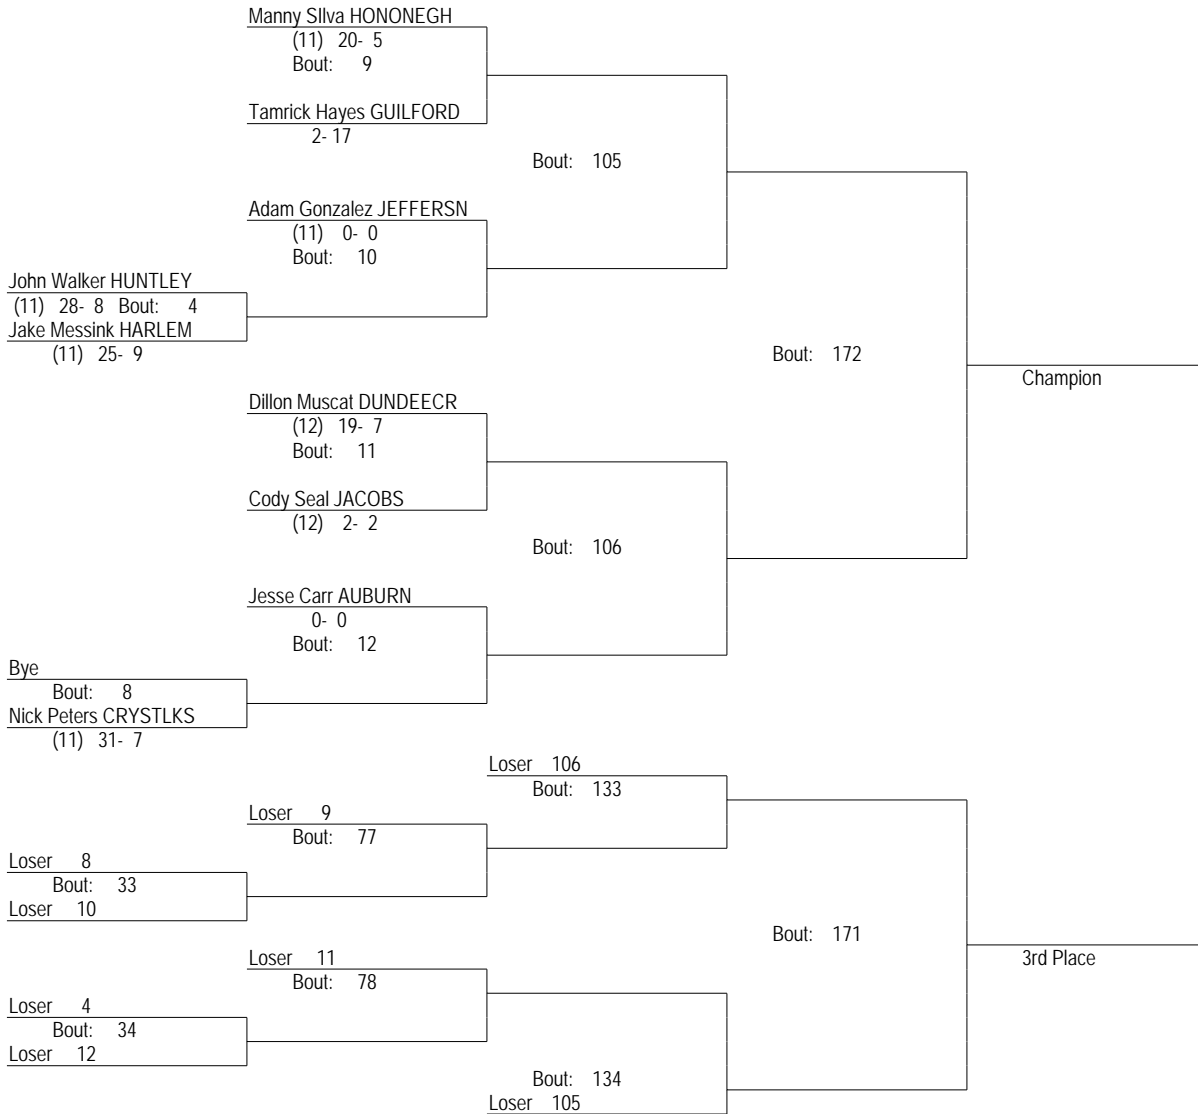 Manny SIlva HONONEGH
(11) 20- 5
Bout: 9
Tamrick Hayes GUILFORD
2- 17
Bout: 105
Adam Gonzalez JEFFERSN
(11) 0- 0
Bout: 10
John Walker HUNTLEY
(11) 28- 8 Bout: 4
Jake Messink HARLEM
(11) 25- 9
Bout: 172
Champion
Dillon Muscat DUNDEECR
(12) 19- 7
Bout: 11
Cody Seal JACOBS
(12) 2- 2
Bout: 106
Jesse Carr AUBURN
0- 0
Bout: 12
Bye
Bout: 8
Nick Peters CRYSTLKS
(11) 31- 7
Loser 106
Bout: 133
Loser 9
Bout: 77
Loser 8
Bout: 33
Loser 10
Bout: 171
3rd Place
Loser 11
Bout: 78
Loser 4
Bout: 34
Loser 12
Bout: 134
Loser 105